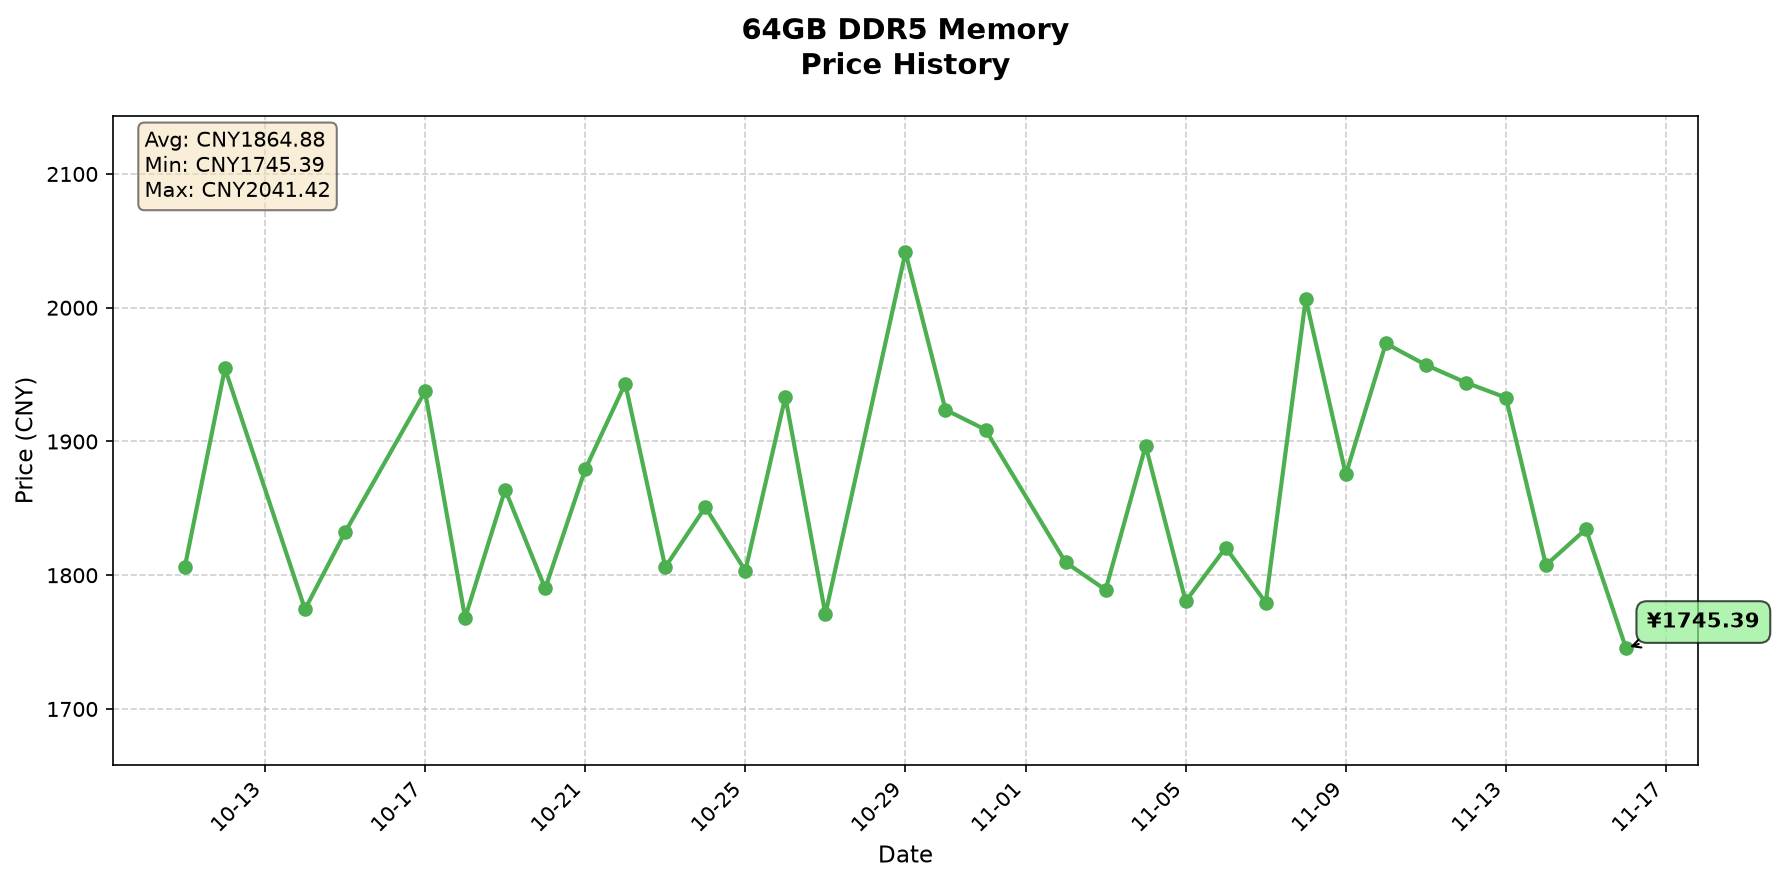 64GB DDR5 Memory
Price History
Avg: CNY1864.88
Min: CNY1745.39
Max: CNY2041.42
2100
2000
1900
1800
1700
Price (CNY)
¥1745.39
10-13
10-17
10-21
10-25
10-29
11-01
11-05
11-09
11-13
11-17
Date